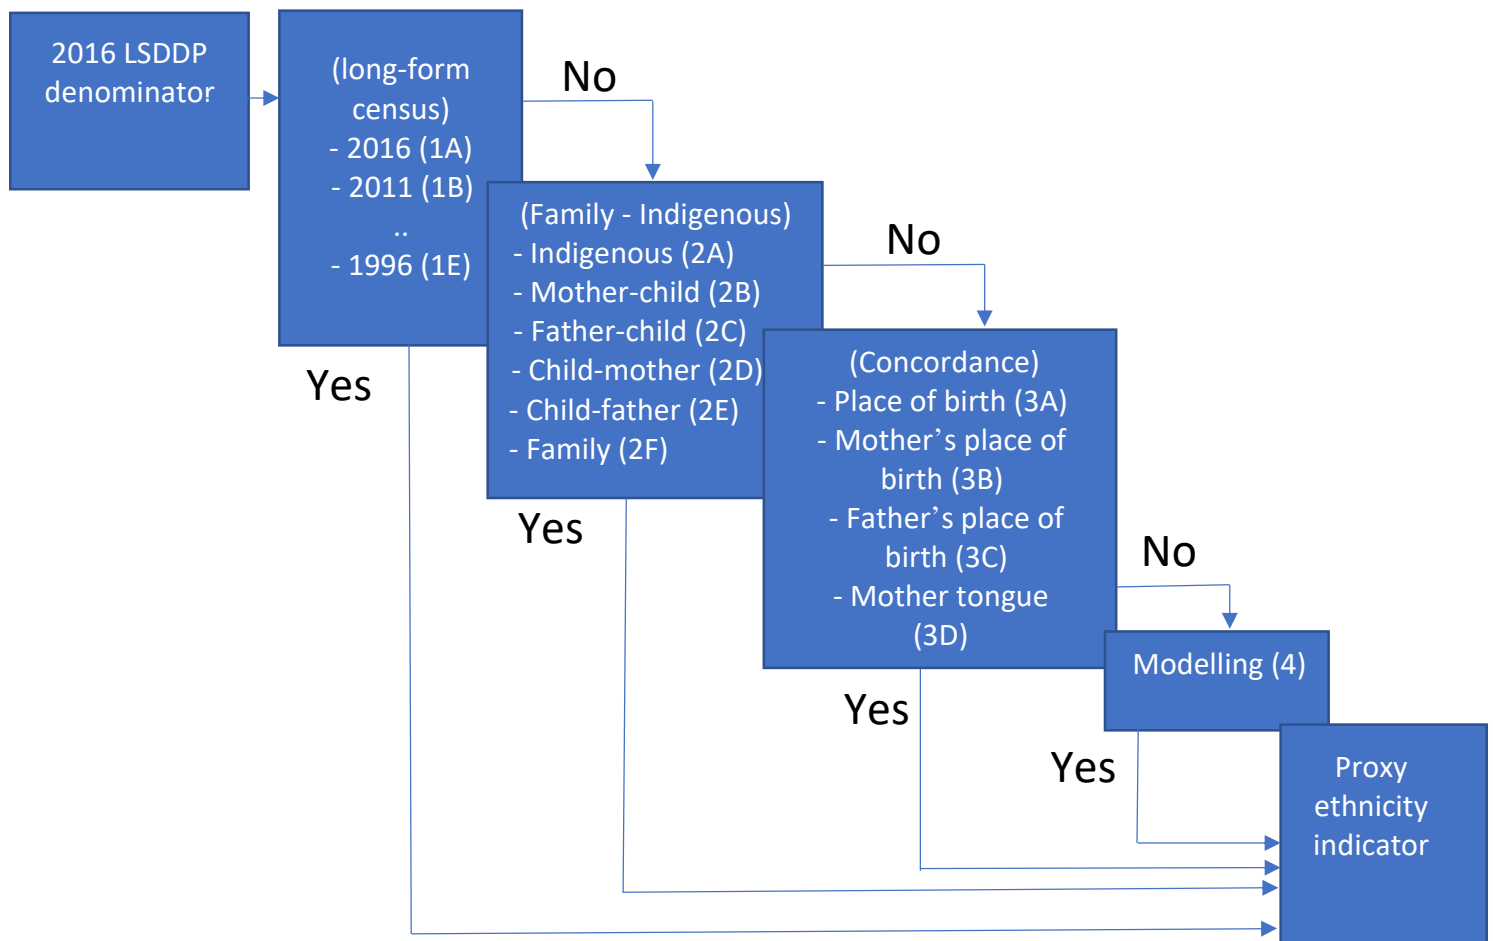 2016 LSDDP
denominator
(long-form
census)
- 2016 (1A)
- 2011 (1B)
..
- 1996 (1E)
No
Yes
(Family - Indigenous)
- Indigenous (2A)
- Mother-child (2B)
- Father-child (2C)
- Child-mother (2D)
- Child-father (2E)
- Family (2F)
No
Yes
(Concordance)
- Place of birth (3A)
- Mother’s place of
birth (3B)
- Father’s place of
birth (3C)
- Mother tongue
(3D)
No
Yes
Modelling (4)
Yes
Proxy
ethnicity
indicator